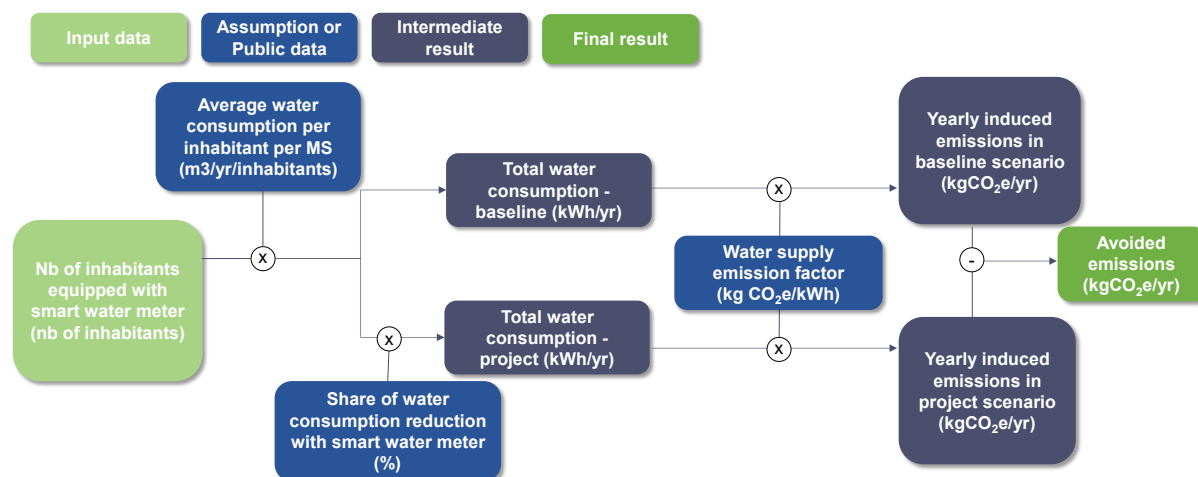 Input data
Assumption or
Public data
Intermediate
result
Final result
Average water
consumption per
inhabitant per MS
(m3/yr/inhabitants)
Nb of inhabitants
equipped with
smart water meter
(nb of inhabitants)
x
x
Share of water
consumption reduction
with smart water meter
(%)
Total water
consumption -
baseline (kWh/yr)
Total water
consumption -
project (kWh/yr)
x
Water supply
emission factor
(kg CO₂e/kWh)
x
Yearly induced
emissions in
baseline scenario
(kgCO₂e/yr)
-
Avoided
emissions
(kgCO₂e/yr)
Yearly induced
emissions in
project scenario
(kgCO₂e/yr)